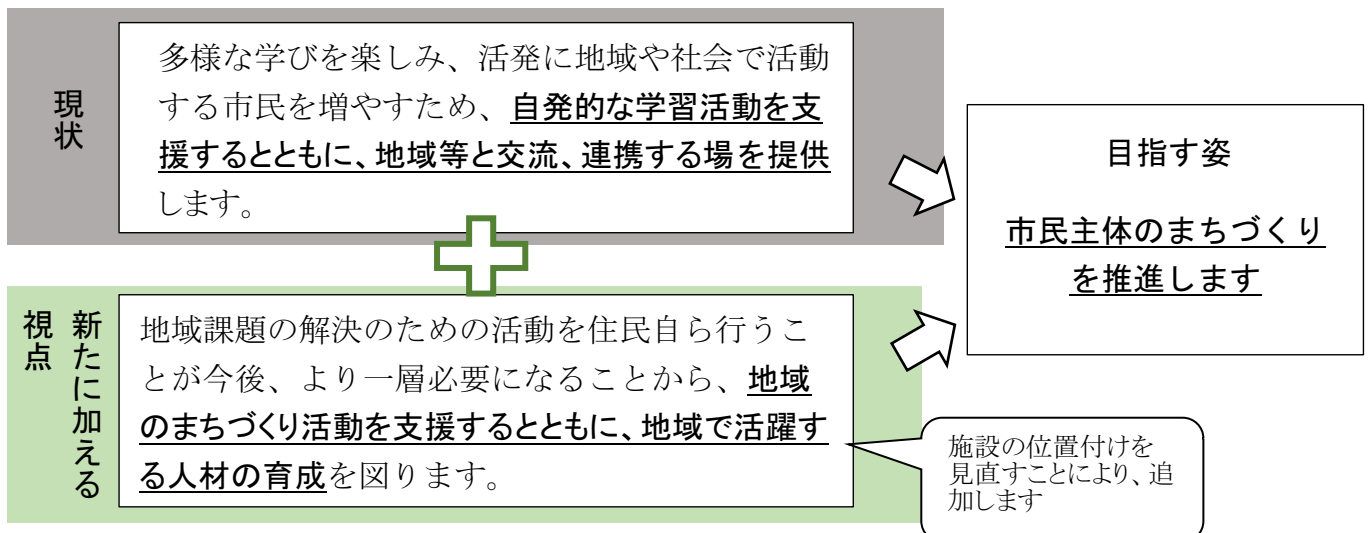 現状
多様な学びを楽しみ、活発に地域や社会で活動
する市民を増やすため、自発的な学習活動を支
援するとともに、地域等と交流、連携する場を提供
します。
新たに加える
視点
地域課題の解決のための活動を住民自ら行うこ
とが今後、より一層必要になることから、地域
のまちづくり活動を支援するとともに、地域で活躍す
る人材の育成を図ります。
目指す姿
市民主体のまちづくり
を推進します
施設の位置付けを
見直すことにより、追
加します